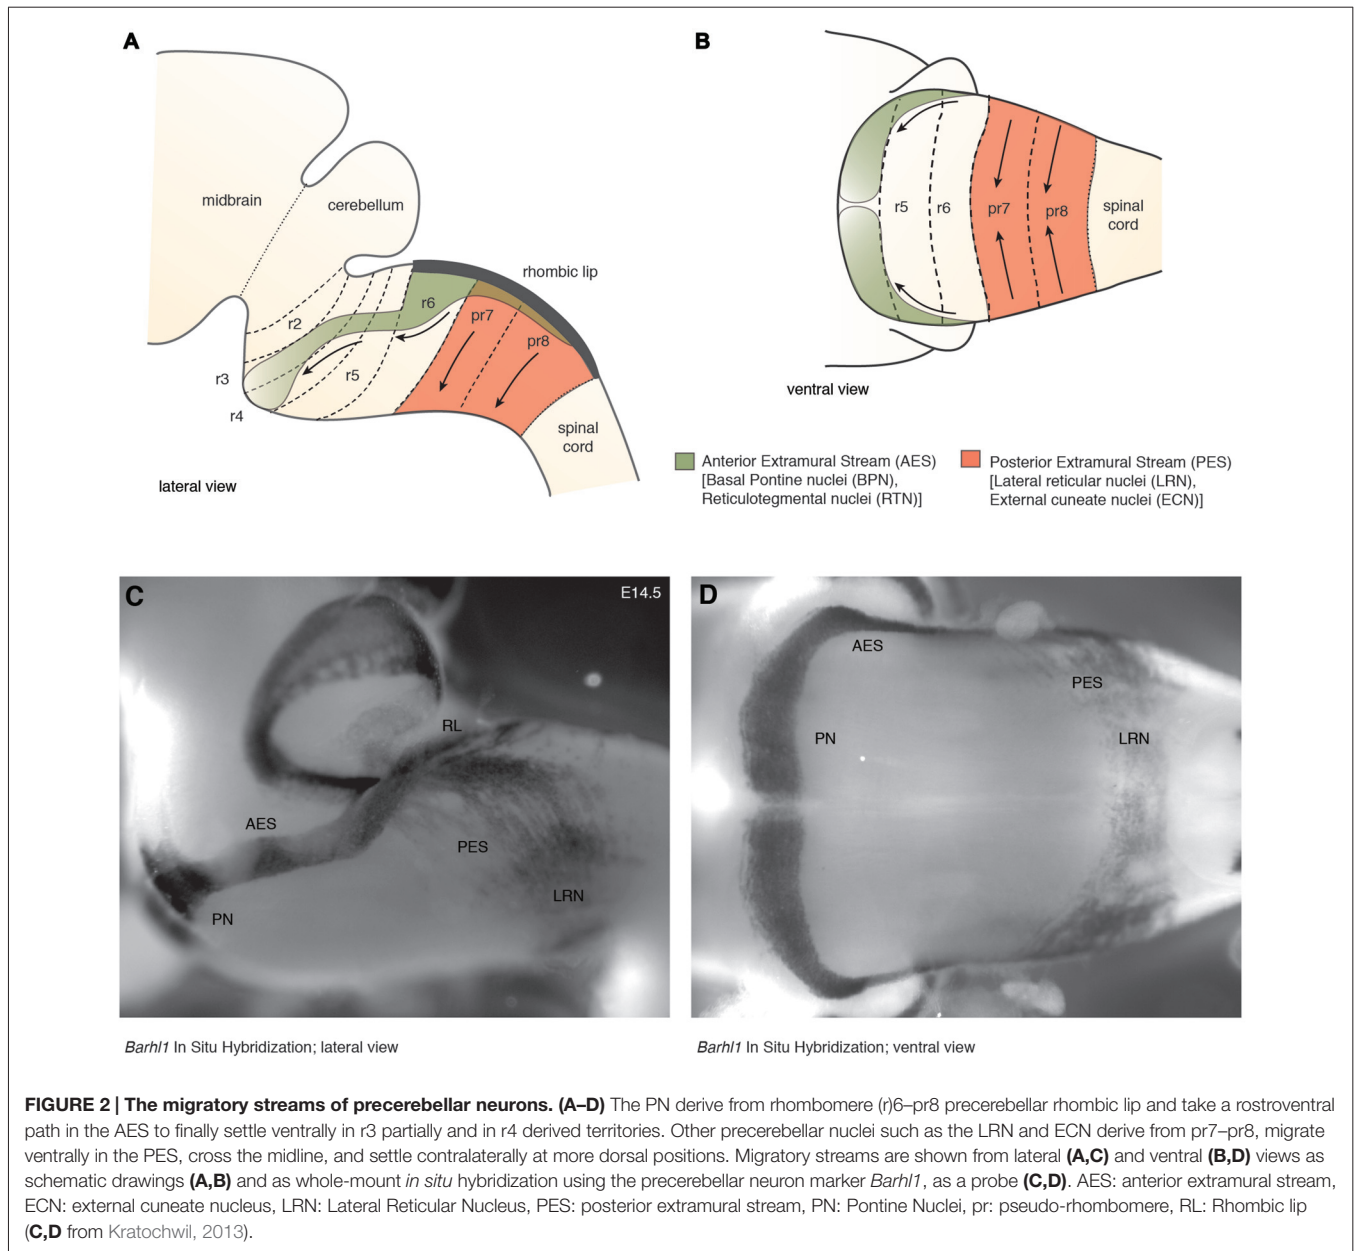 A
B
midbrain
cerebellum
rhombic lip
r2
r6
pr7
pr8
r5
r3
r4
spinal
cord
lateral view
r5
r6
pr7
pr8
spinal
cord
ventral view
Anterior Extramural Stream (AES)
[Basal Pontine nuclei (BPN),
Reticulotegmental nuclei (RTN)]
Posterior Extramural Stream (PES)
[Lateral reticular nuclei (LRN),
External cuneate nuclei (ECN)]
C
E14.5
RL
AES
PES
LRN
PN
D
AES
PES
PN
LRN
Barhl1 In Situ Hybridization; lateral view
Barhl1 In Situ Hybridization; ventral view
FIGURE 2 | The migratory streams of precerebellar neurons. (A–D) The PN derive from rhombomere (r)6–pr8 precerebellar rhombic lip and take a rostroventral
path in the AES to finally settle ventrally in r3 partially and in r4 derived territories. Other precerebellar nuclei such as the LRN and ECN derive from pr7–pr8, migrate
ventrally in the PES, cross the midline, and settle contralaterally at more dorsal positions. Migratory streams are shown from lateral (A,C) and ventral (B,D) views as
schematic drawings (A,B) and as whole-mount in situ hybridization using the precerebellar neuron marker Barhl1, as a probe (C,D). AES: anterior extramural stream,
ECN: external cuneate nucleus, LRN: Lateral Reticular Nucleus, PES: posterior extramural stream, PN: Pontine Nuclei, pr: pseudo-rhombomere, RL: Rhombic lip
(C,D from Kratochwil, 2013).